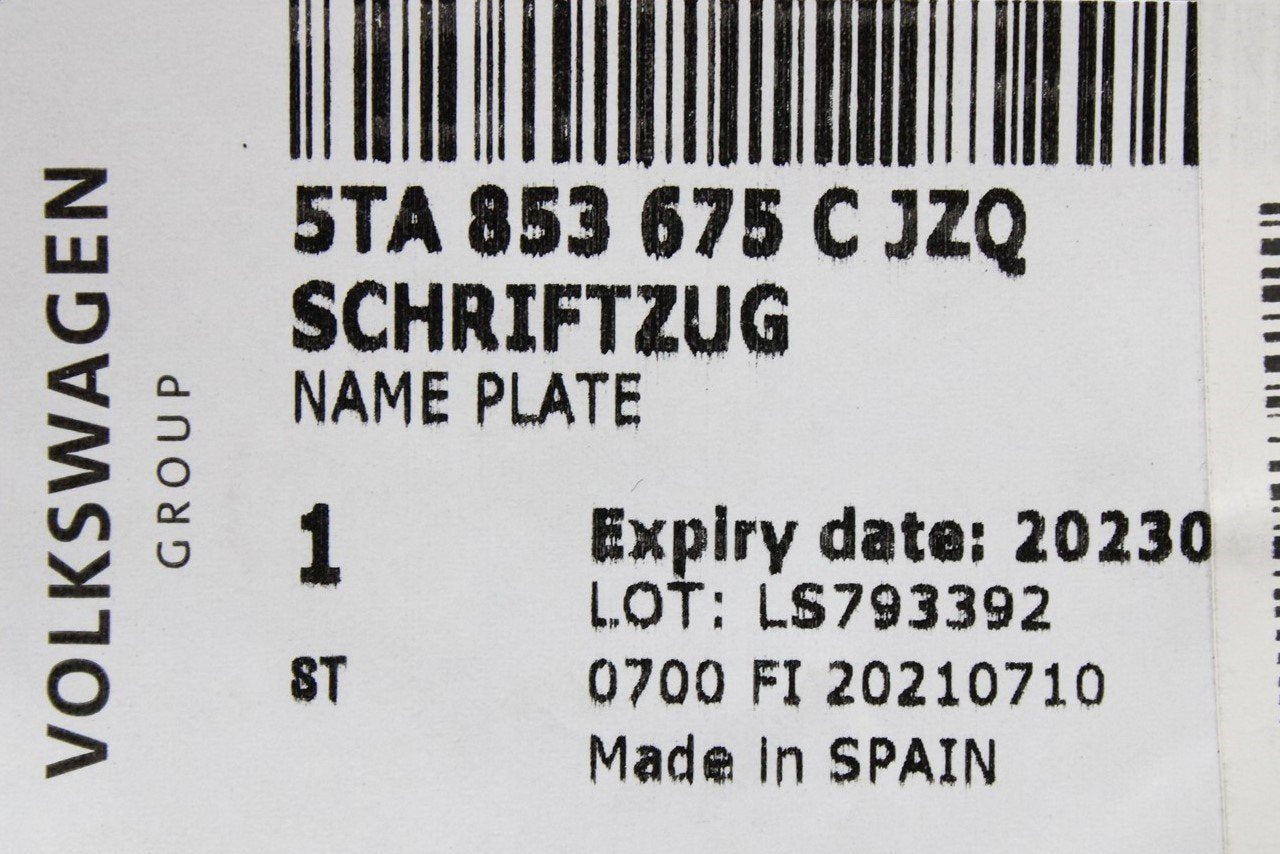 VOLKSWAGEN
GROUP
5TA 853 675 C JZQ
SCHRIFTZUG
NAME PLATE
1
Expiry date: 20230
LOT: LS793392
ST
0700 FI 20210710
Made in SPAIN